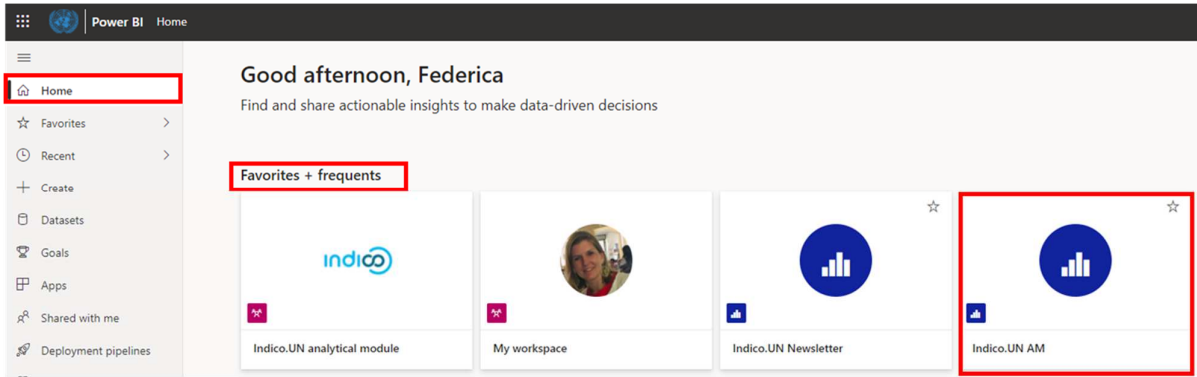 Power BI Home
Home
Favorites
Recent
Create
Datasets
Goals
Apps
Shared with me
Deployment pipelines
Good afternoon, Federica
Find and share actionable insights to make data-driven decisions
Favorites + frequents
indico
Indico.UN analytical module
My workspace
Indico.UN Newsletter
Indico.UN AM